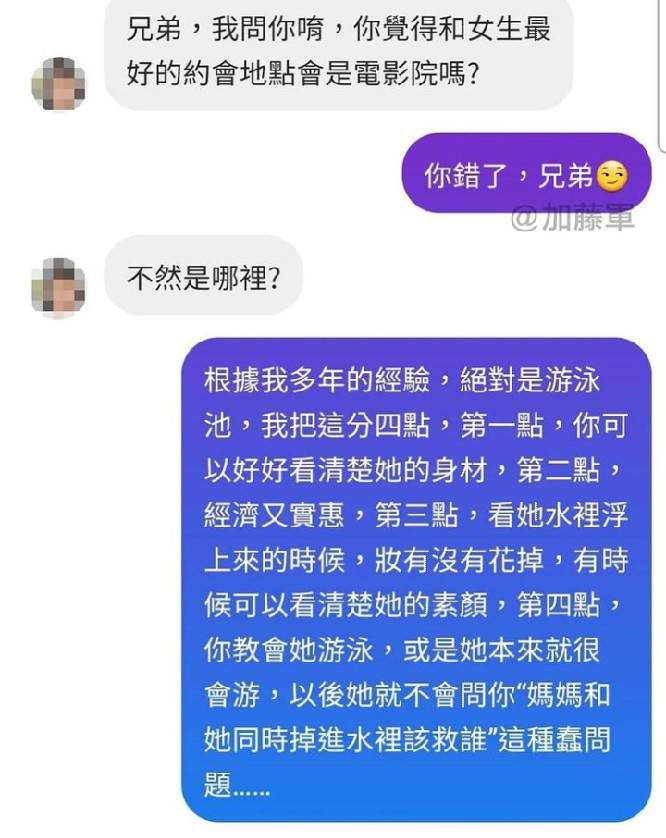 兄弟，我問你唷，你覺得和女生最
好的約會地點會是電影院嗎?
你錯了，兄弟😏
@加藤軍
不然是哪裡?
根據我多年的經驗，絕對是游泳
池，我把這分四點，第一點，你可
以好好看清楚她的身材，第二點，
經濟又實惠，第三點，看她水裡浮
上來的時候，妝有沒有花掉，有時
候可以看清楚她的素顏，第四點，
你教會她游泳，或是她本來就很
會游，以後她就不會問你“媽媽和
她同時掉進水裡該救誰”這種蠢問
題......